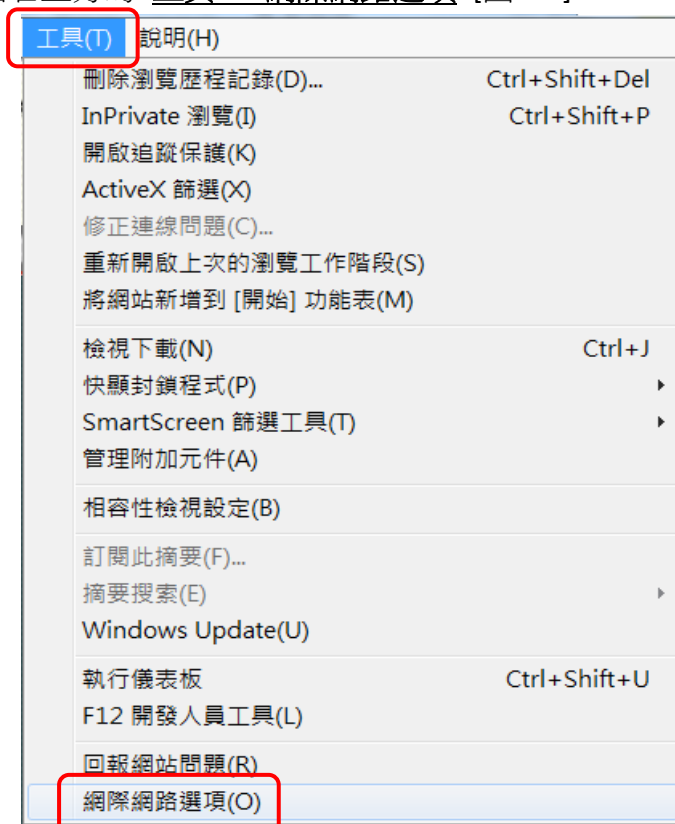 工具(T) 說明(H)
刪除瀏覽歷程記錄(D)... Ctrl+Shift+Del
InPrivate 瀏覽(I) Ctrl+Shift+P
開啟追蹤保護(K)
ActiveX 篩選(X)
修正連線問題(C)...
重新開啟上次的瀏覽工作階段(S)
將網站新增到 [開始] 功能表(M)
檢視下載(N) Ctrl+J
快顯封鎖程式(P)
SmartScreen 篩選工具(T)
管理附加元件(A)
相容性檢視設定(B)
訂閱此摘要(F)...
摘要搜索(E)
Windows Update(U)
執行儀表板 Ctrl+Shift+U
F12 開發人員工具(L)
回報網站問題(R)
網際網路選項(O)